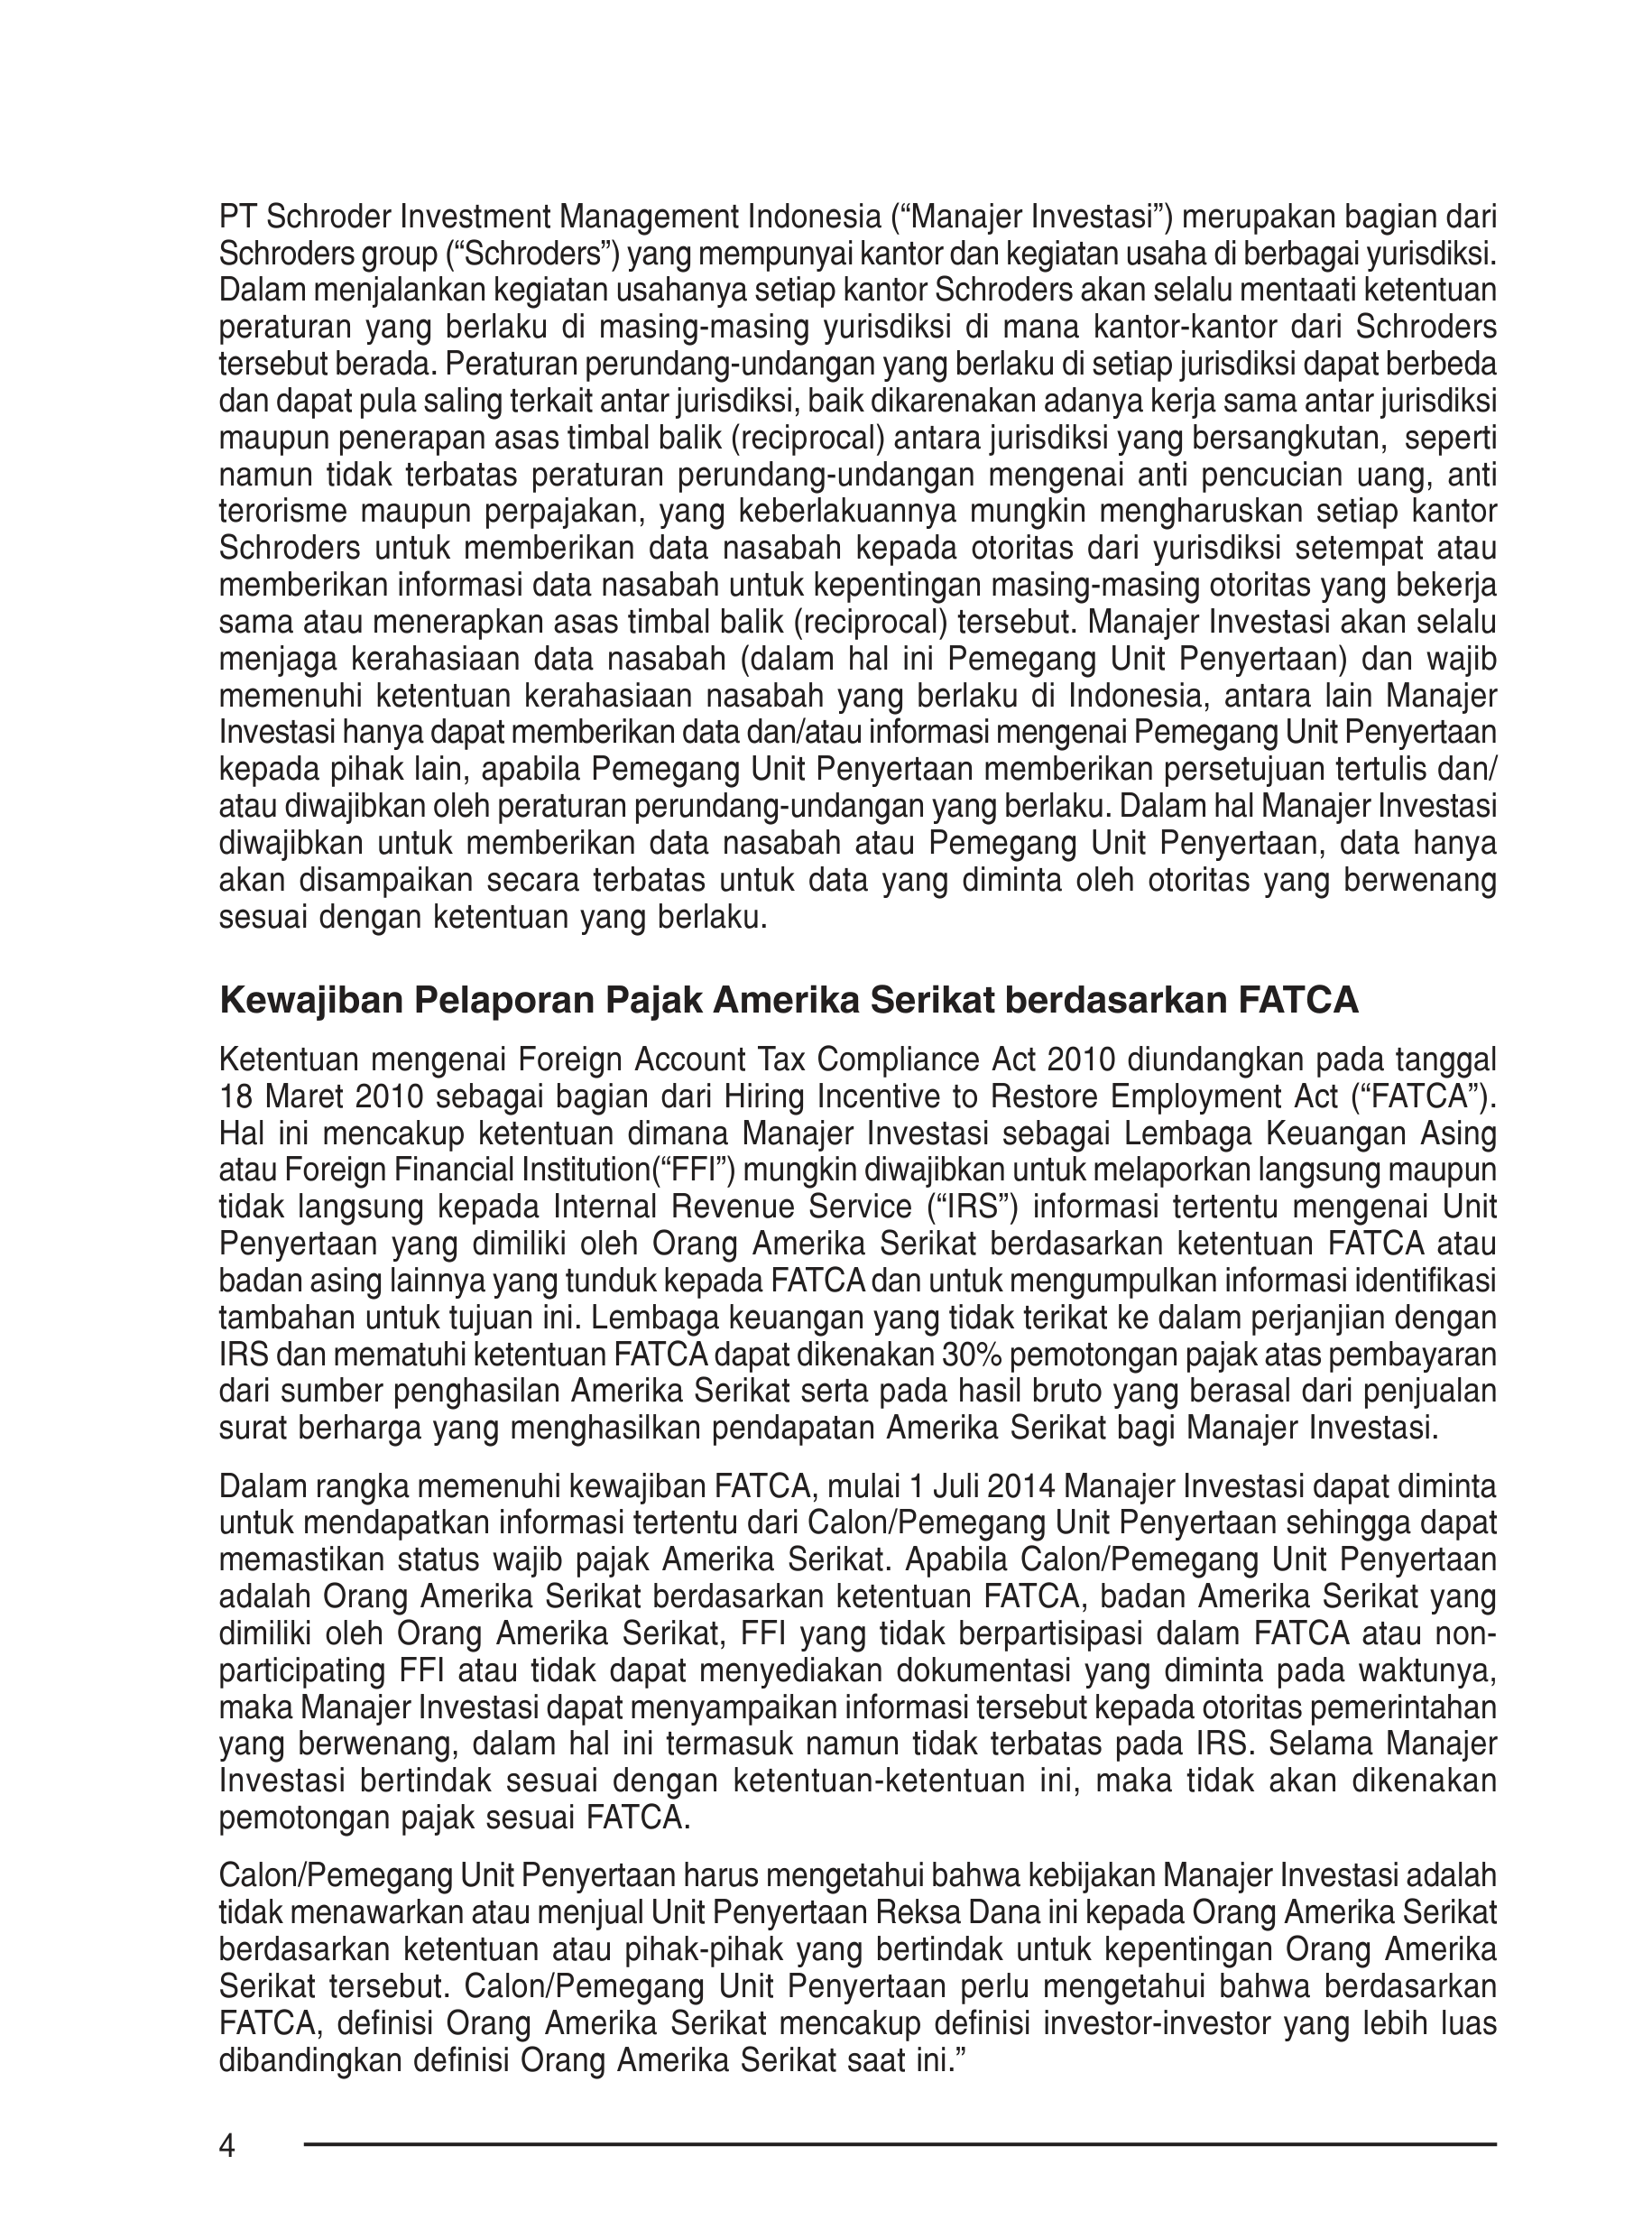 PT Schroder Investment Management Indonesia (“Manajer Investasi”) merupakan bagian dari
Schroders group (“Schroders”) yang mempunyai kantor dan kegiatan usaha di berbagai yurisdiksi.
Dalam menjalankan kegiatan usahanya setiap kantor Schroders akan selalu mentaati ketentuan
peraturan yang berlaku di masing-masing yurisdiksi di mana kantor-kantor dari Schroders
tersebut berada. Peraturan perundang-undangan yang berlaku di setiap jurisdiksi dapat berbeda
dan dapat pula saling terkait antar jurisdiksi, baik dikarenakan adanya kerja sama antar jurisdiksi
maupun penerapan asas timbal balik (reciprocal) antara jurisdiksi yang bersangkutan, seperti
namun tidak terbatas peraturan perundang-undangan mengenai anti pencucian uang, anti
terorisme maupun perpajakan, yang keberlakuannya mungkin mengharuskan setiap kantor
Schroders untuk memberikan data nasabah kepada otoritas dari yurisdiksi setempat atau
memberikan informasi data nasabah untuk kepentingan masing-masing otoritas yang bekerja
sama atau menerapkan asas timbal balik (reciprocal) tersebut. Manajer Investasi akan selalu
menjaga kerahasiaan data nasabah (dalam hal ini Pemegang Unit Penyertaan) dan wajib
memenuhi ketentuan kerahasiaan nasabah yang berlaku di Indonesia, antara lain Manajer
Investasi hanya dapat memberikan data dan/atau informasi mengenai Pemegang Unit Penyertaan
kepada pihak lain, apabila Pemegang Unit Penyertaan memberikan persetujuan tertulis dan/
atau diwajibkan oleh peraturan perundang-undangan yang berlaku. Dalam hal Manajer Investasi
diwajibkan untuk memberikan data nasabah atau Pemegang Unit Penyertaan, data hanya
akan disampaikan secara terbatas untuk data yang diminta oleh otoritas yang berwenang
sesuai dengan ketentuan yang berlaku.
Kewajiban Pelaporan Pajak Amerika Serikat berdasarkan FATCA
Ketentuan mengenai Foreign Account Tax Compliance Act 2010 diundangkan pada tanggal
18 Maret 2010 sebagai bagian dari Hiring Incentive to Restore Employment Act (“FATCA”).
Hal ini mencakup ketentuan dimana Manajer Investasi sebagai Lembaga Keuangan Asing
atau Foreign Financial Institution(“FFI”) mungkin diwajibkan untuk melaporkan langsung maupun
tidak langsung kepada Internal Revenue Service (“IRS”) informasi tertentu mengenai Unit
Penyertaan yang dimiliki oleh Orang Amerika Serikat berdasarkan ketentuan FATCA atau
badan asing lainnya yang tunduk kepada FATCA dan untuk mengumpulkan informasi identifikasi
tambahan untuk tujuan ini. Lembaga keuangan yang tidak terikat ke dalam perjanjian dengan
IRS dan mematuhi ketentuan FATCA dapat dikenakan 30% pemotongan pajak atas pembayaran
dari sumber penghasilan Amerika Serikat serta pada hasil bruto yang berasal dari penjualan
surat berharga yang menghasilkan pendapatan Amerika Serikat bagi Manajer Investasi.
Dalam rangka memenuhi kewajiban FATCA, mulai 1 Juli 2014 Manajer Investasi dapat diminta
untuk mendapatkan informasi tertentu dari Calon/Pemegang Unit Penyertaan sehingga dapat
memastikan status wajib pajak Amerika Serikat. Apabila Calon/Pemegang Unit Penyertaan
adalah Orang Amerika Serikat berdasarkan ketentuan FATCA, badan Amerika Serikat yang
dimiliki oleh Orang Amerika Serikat, FFI yang tidak berpartisipasi dalam FATCA atau non-
participating FFI atau tidak dapat menyediakan dokumentasi yang diminta pada waktunya,
maka Manajer Investasi dapat menyampaikan informasi tersebut kepada otoritas pemerintahan
yang berwenang, dalam hal ini termasuk namun tidak terbatas pada IRS. Selama Manajer
Investasi bertindak sesuai dengan ketentuan-ketentuan ini, maka tidak akan dikenakan
pemotongan pajak sesuai FATCA.
Calon/Pemegang Unit Penyertaan harus mengetahui bahwa kebijakan Manajer Investasi adalah
tidak menawarkan atau menjual Unit Penyertaan Reksa Dana ini kepada Orang Amerika Serikat
berdasarkan ketentuan atau pihak-pihak yang bertindak untuk kepentingan Orang Amerika
Serikat tersebut. Calon/Pemegang Unit Penyertaan perlu mengetahui bahwa berdasarkan
FATCA, definisi Orang Amerika Serikat mencakup definisi investor-investor yang lebih luas
dibandingkan definisi Orang Amerika Serikat saat ini.”
4